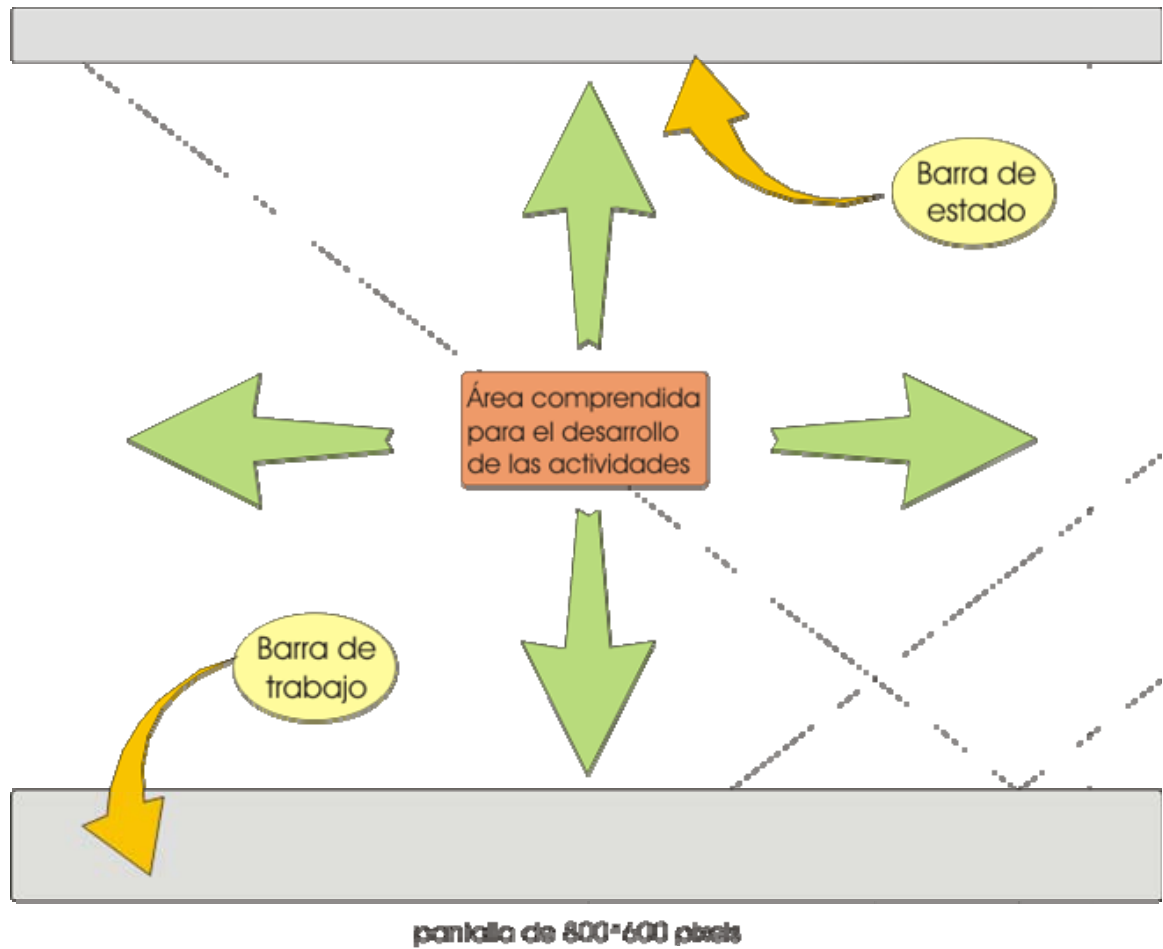 Barra de
estado
Área comprendida
para el desarrollo
de las actividades
Barra de
trabajo
pantalla de 800*600 pixels